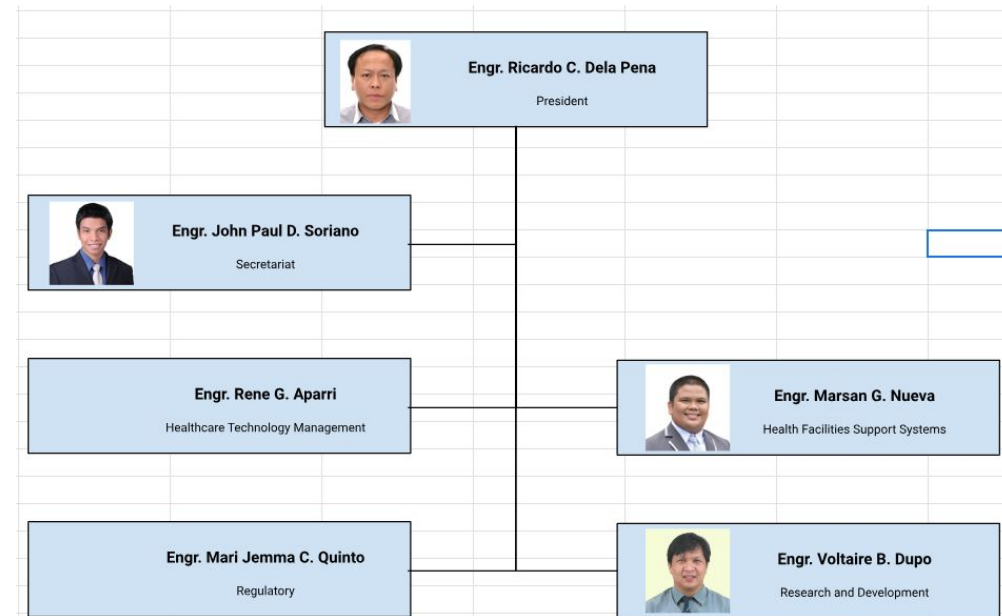 Engr. Ricardo C. Dela Pena
President
Engr. John Paul D. Soriano
Secretariat
Engr. Rene G. Aparri
Healthcare Technology Management
Engr. Marsan G. Nueva
Health Facilities Support Systems
Engr. Mari Jemma C. Quinto
Regulatory
Engr. Voltaire B. Dupo
Research and Development